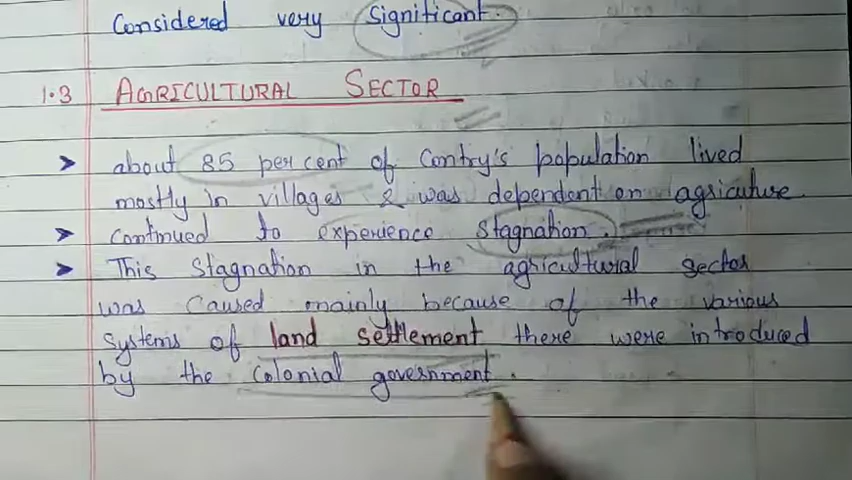 Considered very significant.
1.3 AGRICULTURAL SECTOR
➤ about 85 per cent of Contry's population lived
mostly in villages & was dependent on agricuture
➤ continued to experience stagnation.
➤ This stagnation in the agricultural sector
was caused mainly because of the various
systems of land settlement there were introduced
by the colonial government.